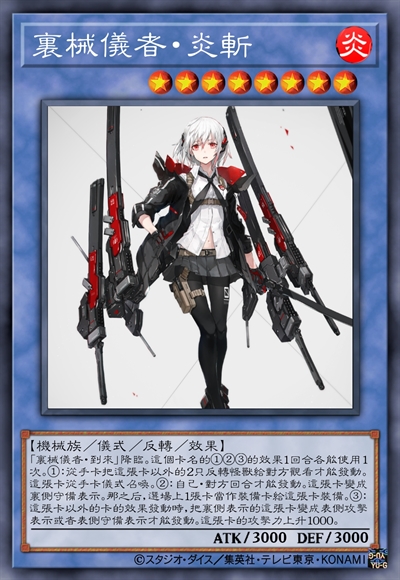 裏械儀者・炎斬
炎
【機械族／儀式／反轉／效果】
「裏械儀者・到來」降臨。這個卡名的①②③的效果1回合各能使用1
次。①：從手卡把這張卡以外的2只反轉怪獸給對方觀看才能發動。
這張卡從手卡儀式召喚。②：自己・對方回合才能發動。這張卡變成
裏側守備表示。那之後，選場上1張卡當作裝備卡給這張卡裝備。③：
這張卡以外的卡的效果發動時，把裏側表示的這張卡變成表側攻擊
表示或者表側守備表示才能發動。這張卡的攻擊力上升1000。
ATK/3000 DEF/3000
©スタジオ・ダイス／集英社・テレビ東京・KONAMI